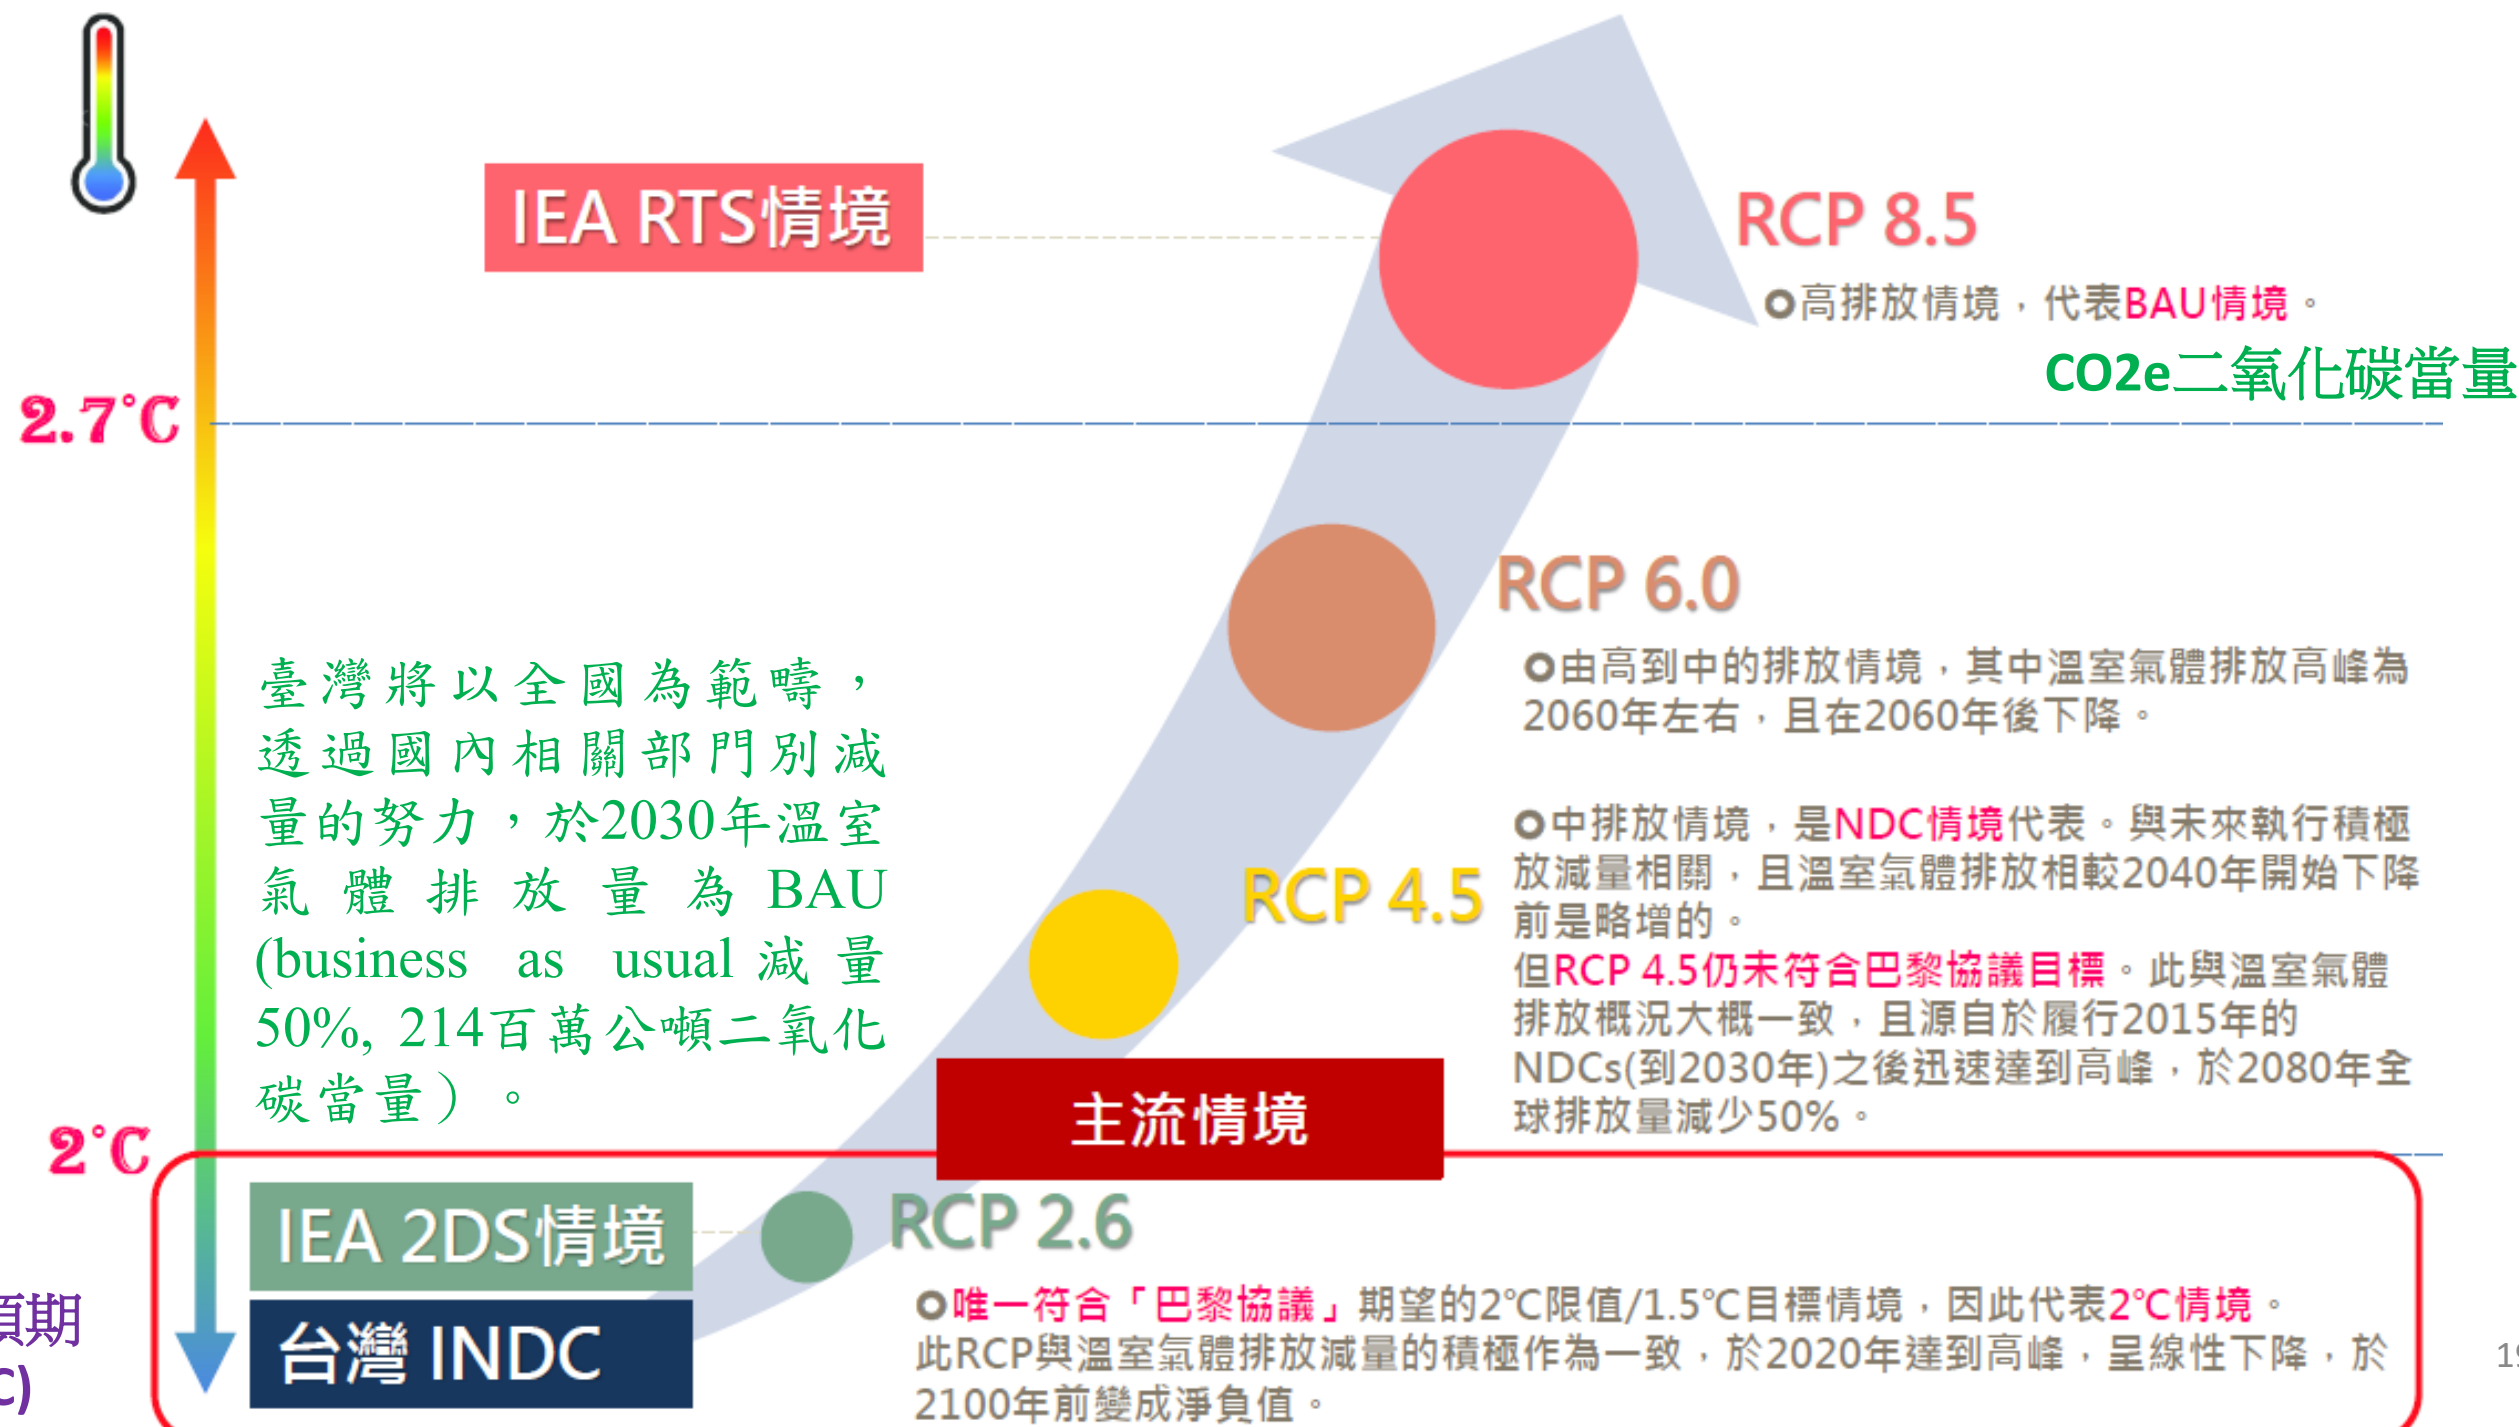 IEA RTS情境
RCP 8.5
高排放情境，代表BAU情境。
CO2e二氧化碳當量
2.7°C
RCP 6.0
由高到中的排放情境，其中溫室氣體排放高峰為
2060年左右，且在2060年後下降。
臺灣將以全國為範疇，
透過國內相關部門別減
量的努力，於2030年溫室
氣體排放量為BAU
(business as usual減量
50%, 214百萬公噸二氧化
碳當量）。
RCP 4.5
中排放情境，是NDC情境代表。與未來執行積極
放減量相關，且溫室氣體排放相較2040年開始下降
前是略增的。
但RCP 4.5仍未符合巴黎協議目標。此與溫室氣體
排放概況大概一致，且源自於履行2015年的
NDCs(到2030年)之後迅速達到高峰，於2080年全
球排放量減少50%。
主流情境
2°C
IEA 2DS情境
RCP 2.6
台灣 INDC
唯一符合「巴黎協議」期望的2℃限值/1.5℃目標情境，因此代表2℃情境。
此RCP與溫室氣體排放減量的積極作為一致，於2020年達到高峰，呈線性下降，於
2100年前變成淨負值。
預期
C)
19